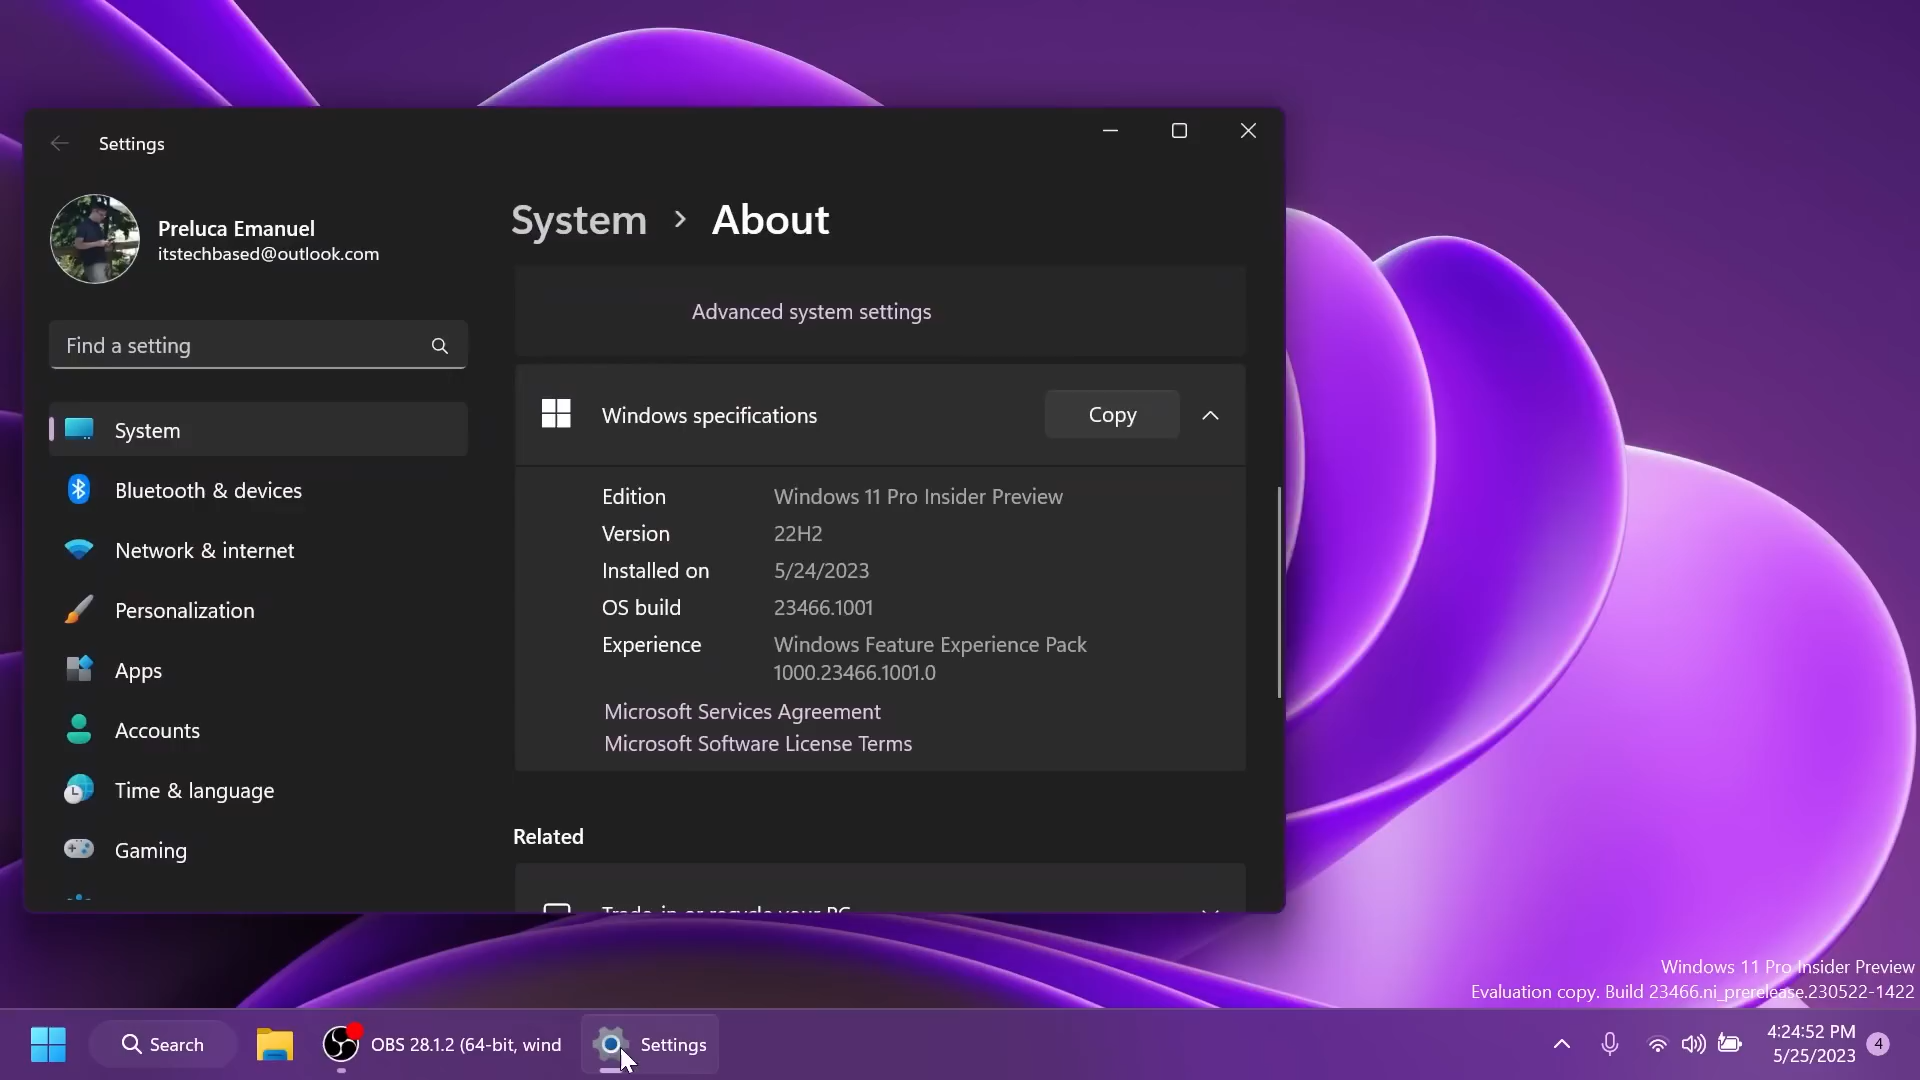 Settings
Preluca Emanuel
itstechbased@outlook.com
Find a setting
System
Bluetooth & devices
Network & internet
Personalization
Apps
Accounts
Time & language
Gaming
System > About
Advanced system settings
Windows specifications
Copy
Edition Windows 11 Pro Insider Preview
Version 22H2
Installed on 5/24/2023
OS build 23466.1001
Experience Windows Feature Experience Pack
1000.23466.1001.0
Microsoft Services Agreement
Microsoft Software License Terms
Related
Trade-in or recycle your PC
Windows 11 Pro Insider Preview
Evaluation copy. Build 23466.ni_prerelease.230522-1422
Search
OBS 28.1.2 (64-bit, wind
Settings
4:24:52 PM
5/25/2023
4